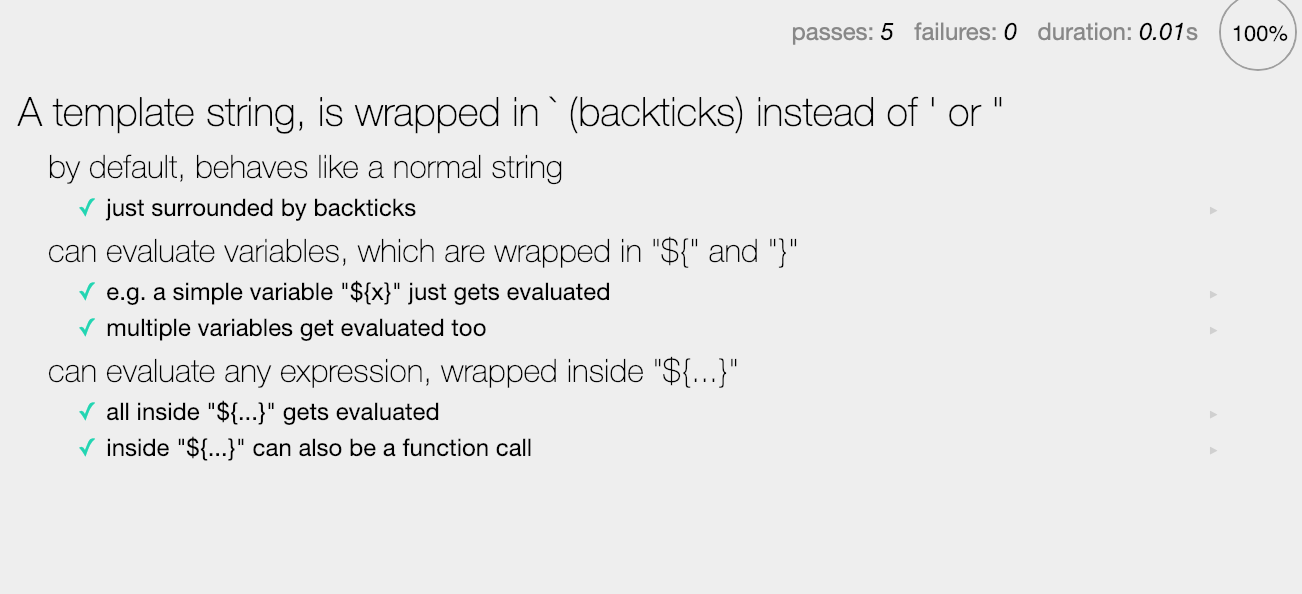 passes: 5 failures: 0 duration: 0.01s 100%
A template string, is wrapped in ` (backticks) instead of ' or "
by default, behaves like a normal string
✓ just surrounded by backticks
can evaluate variables, which are wrapped in "${" and "}"
✓ e.g. a simple variable "${x}" just gets evaluated
✓ multiple variables get evaluated too
can evaluate any expression, wrapped inside "${...}"
✓ all inside "${...}" gets evaluated
✓ inside "${...}" can also be a function call